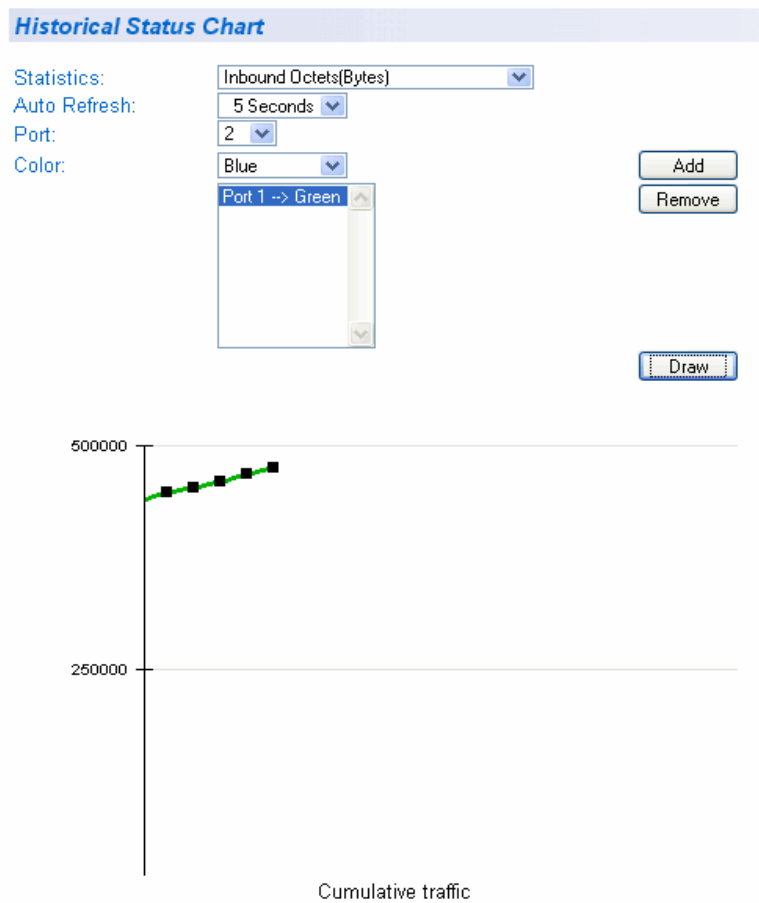 Historical Status Chart
Statistics: Inbound Octets(Bytes)
Auto Refresh: 5 Seconds
Port: 2
Color: Blue Add
Port 1 --> Green Remove
Draw
500000
250000
Cumulative traffic